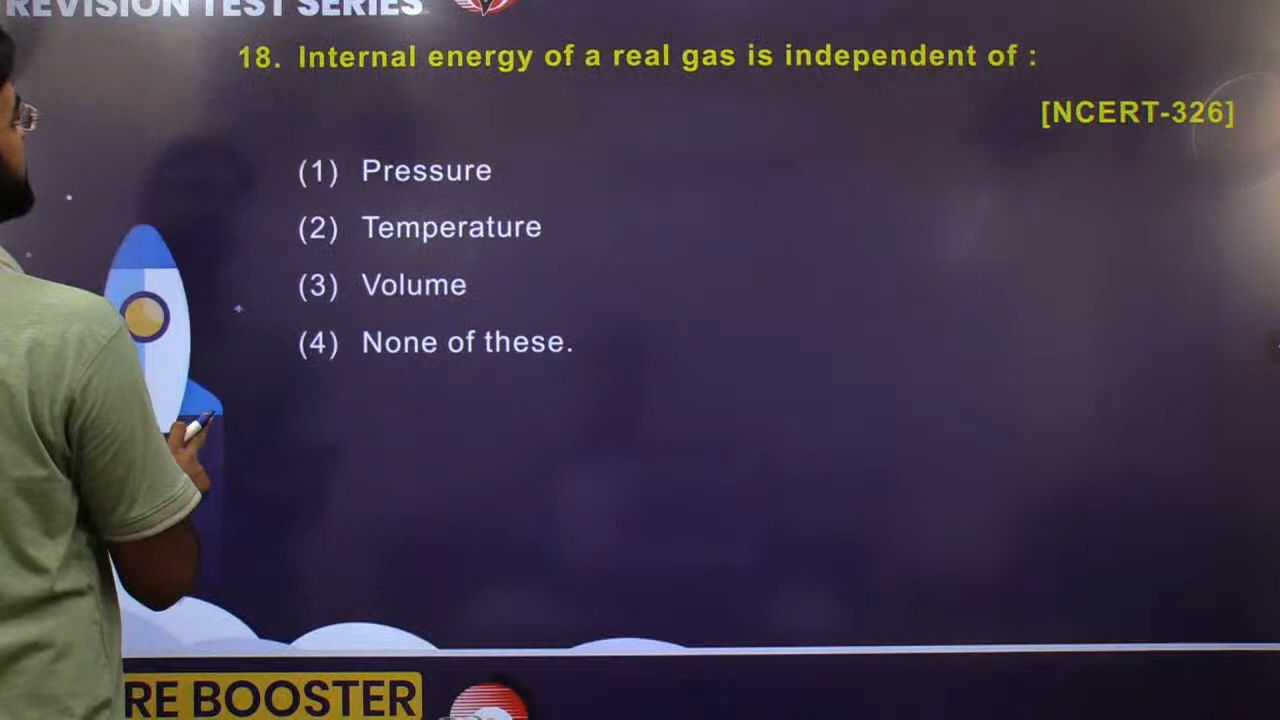 REVISION TEST SERIES
18. Internal energy of a real gas is independent of :
[NCERT-326]
(1) Pressure
(2) Temperature
(3) Volume
(4) None of these.
RE BOOSTER